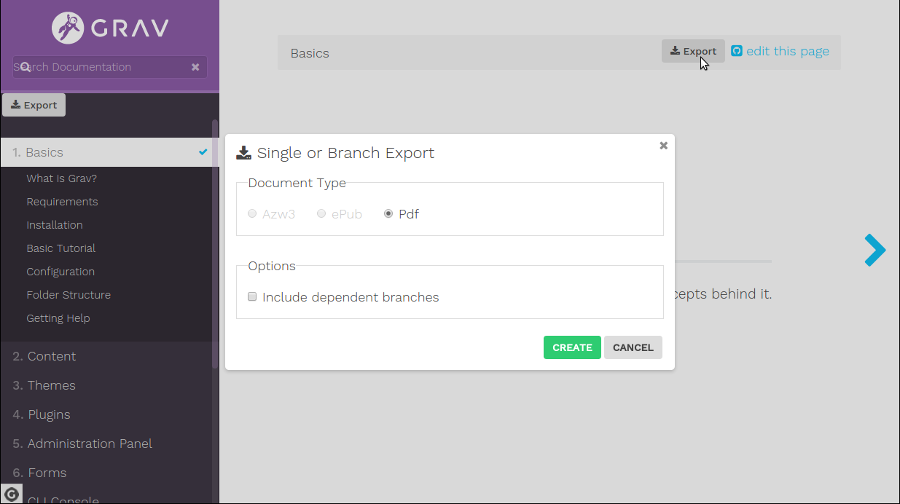 GRAV
Search Documentation
Export
1. Basics
What is Grav?
Requirements
Installation
Basic Tutorial
Configuration
Folder Structure
Getting Help
2. Content
3. Themes
4. Plugins
5. Administration Panel
6. Forms
CLI Console
Basics
Export
edit this page
Single or Branch Export
Document Type
Azw3
ePub
Pdf
Options
Include dependent branches
CREATE
CANCEL
cepts behind it.